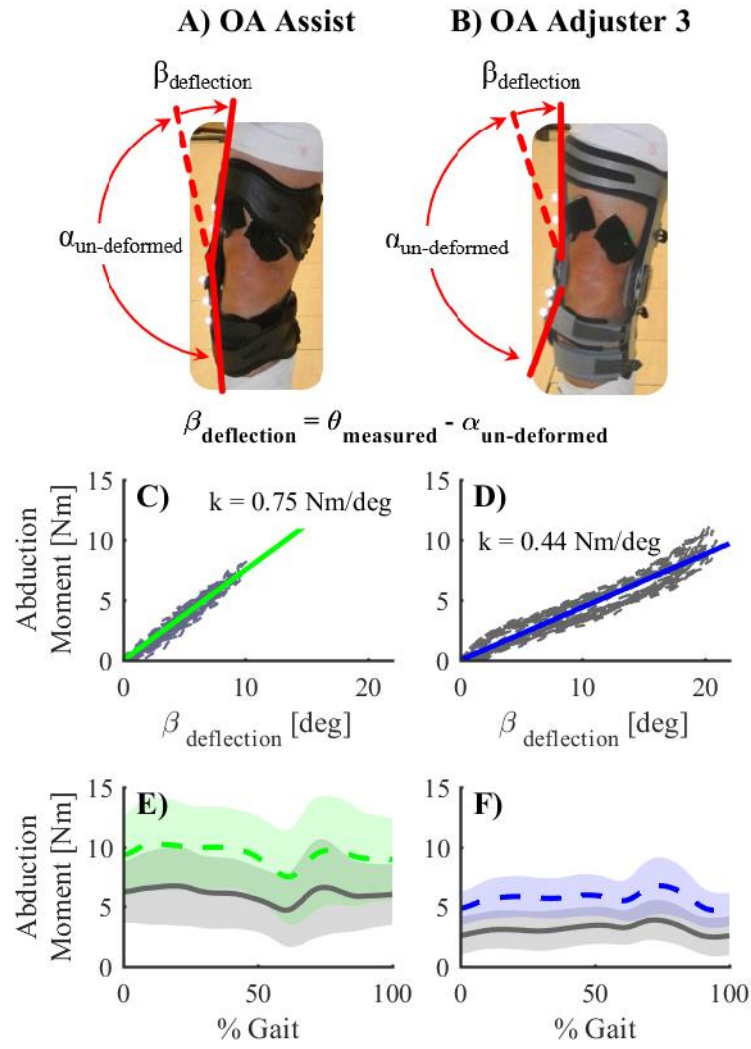 A) OA Assist
B) OA Adjuster 3
βdeflection
βdeflection
αun-deformed
αun-deformed
βdeflection = θmeasured - αun-deformed
C)
k = 0.75 Nm/deg
Abduction
Moment [Nm]
15
10
5
0
0 10 20
β deflection [deg]
D)
k = 0.44 Nm/deg
15
10
5
0
0 10 20
β deflection [deg]
E)
Abduction
Moment [Nm]
15
10
5
0
0 50 100
% Gait
F)
15
10
5
0
0 50 100
% Gait